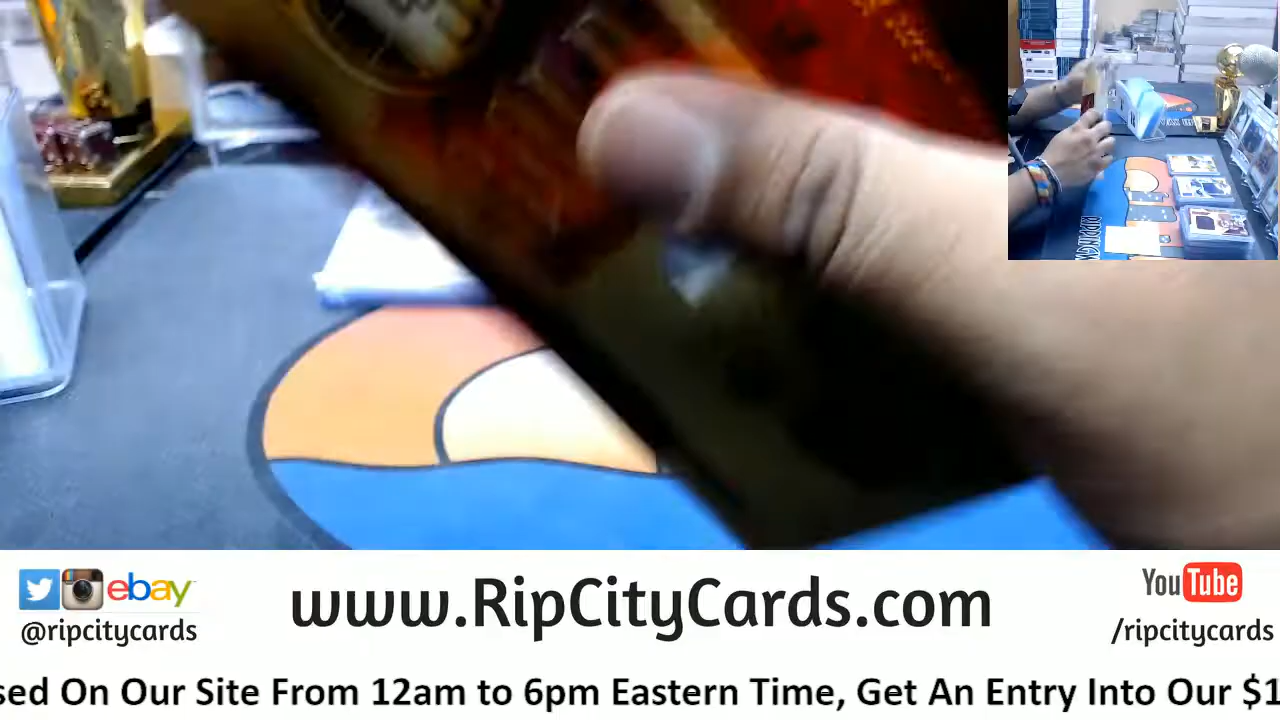 ebay
www.RipCityCards.com
YouTube
@ripcitycards
/ripcitycards
sed On Our Site From 12am to 6pm Eastern Time, Get An Entry Into Our $1